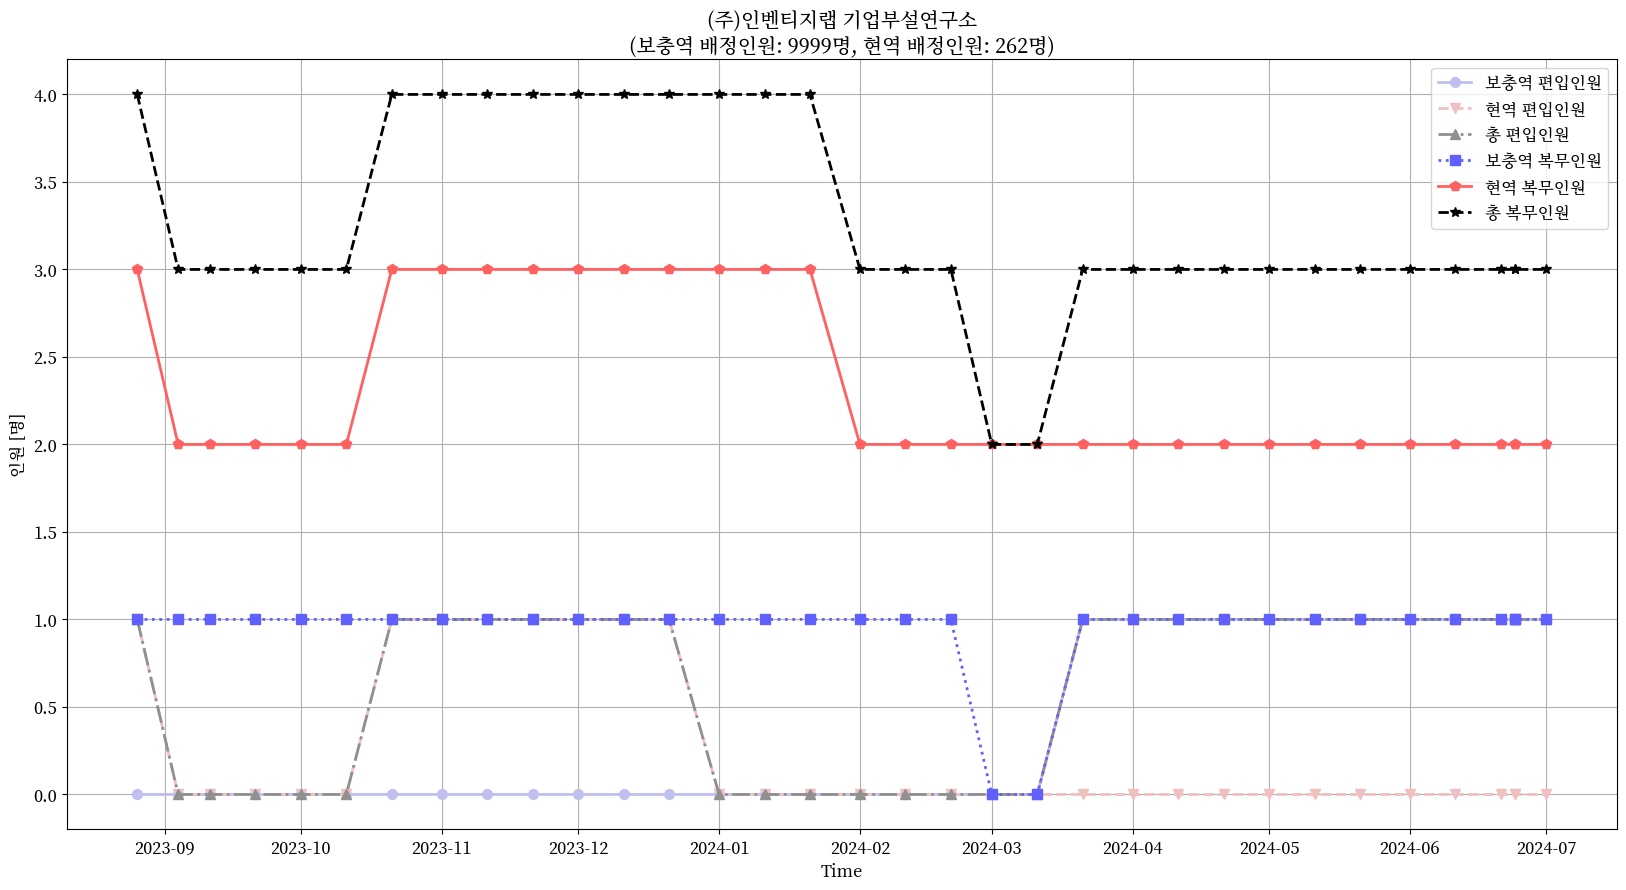 (주)인벤티지랩 기업부설연구소
(보충역 배정인원: 9999명, 현역 배정인원: 262명)
보충역 편입인원
현역 편입인원
총 편입인원
보충역 복무인원
현역 복무인원
총 복무인원
4.0
3.5
3.0
2.5
2.0
1.5
1.0
0.5
0.0
인원 [명]
2023-09 2023-10 2023-11 2023-12 2024-01 2024-02 2024-03 2024-04 2024-05 2024-06 2024-07
Time